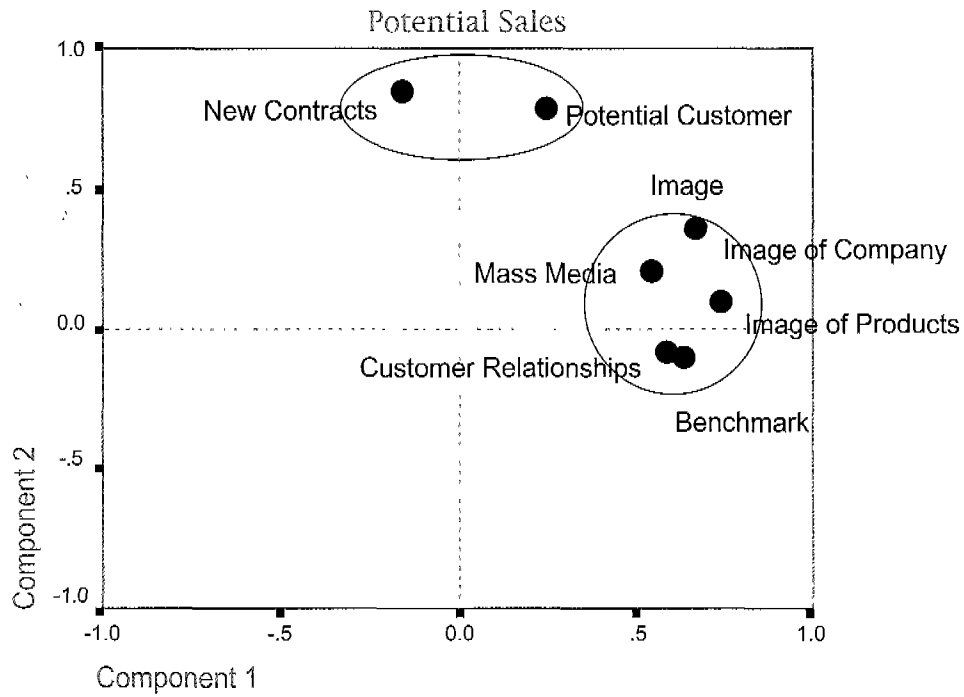 Potential Sales
1.0
New Contracts
Potential Customer
.5
Image
Image of Company
Mass Media
0.0
Image of Products
Customer Relationships
Benchmark
-.5
Component 2
-1.0
-1.0 -.5 0.0 .5 1.0
Component 1